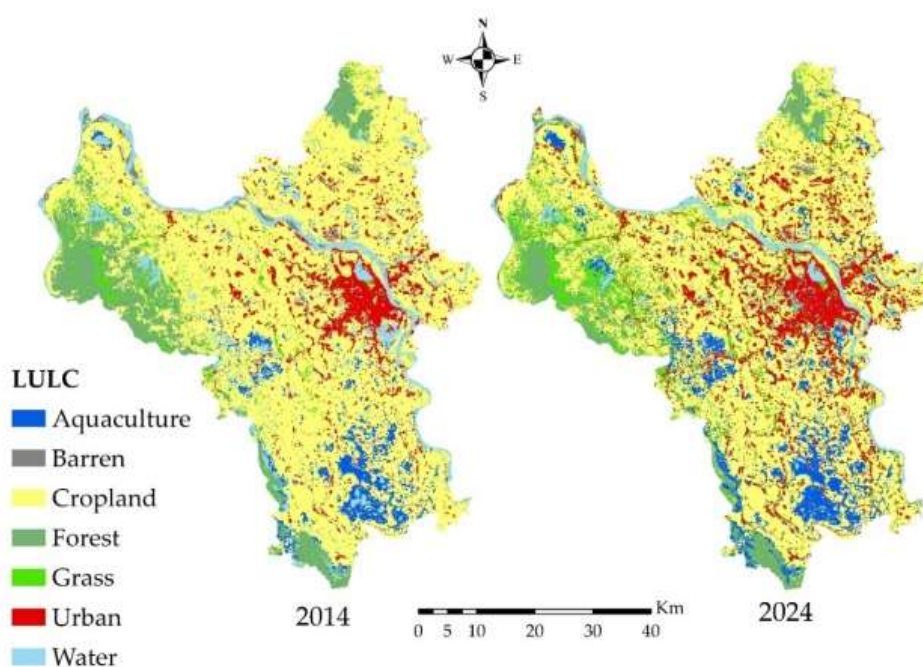 N
W E
S
LULC
Aquaculture
Barren
Cropland
Forest
Grass
Urban
Water
2014
Km
0 5 10 20 30 40
2024